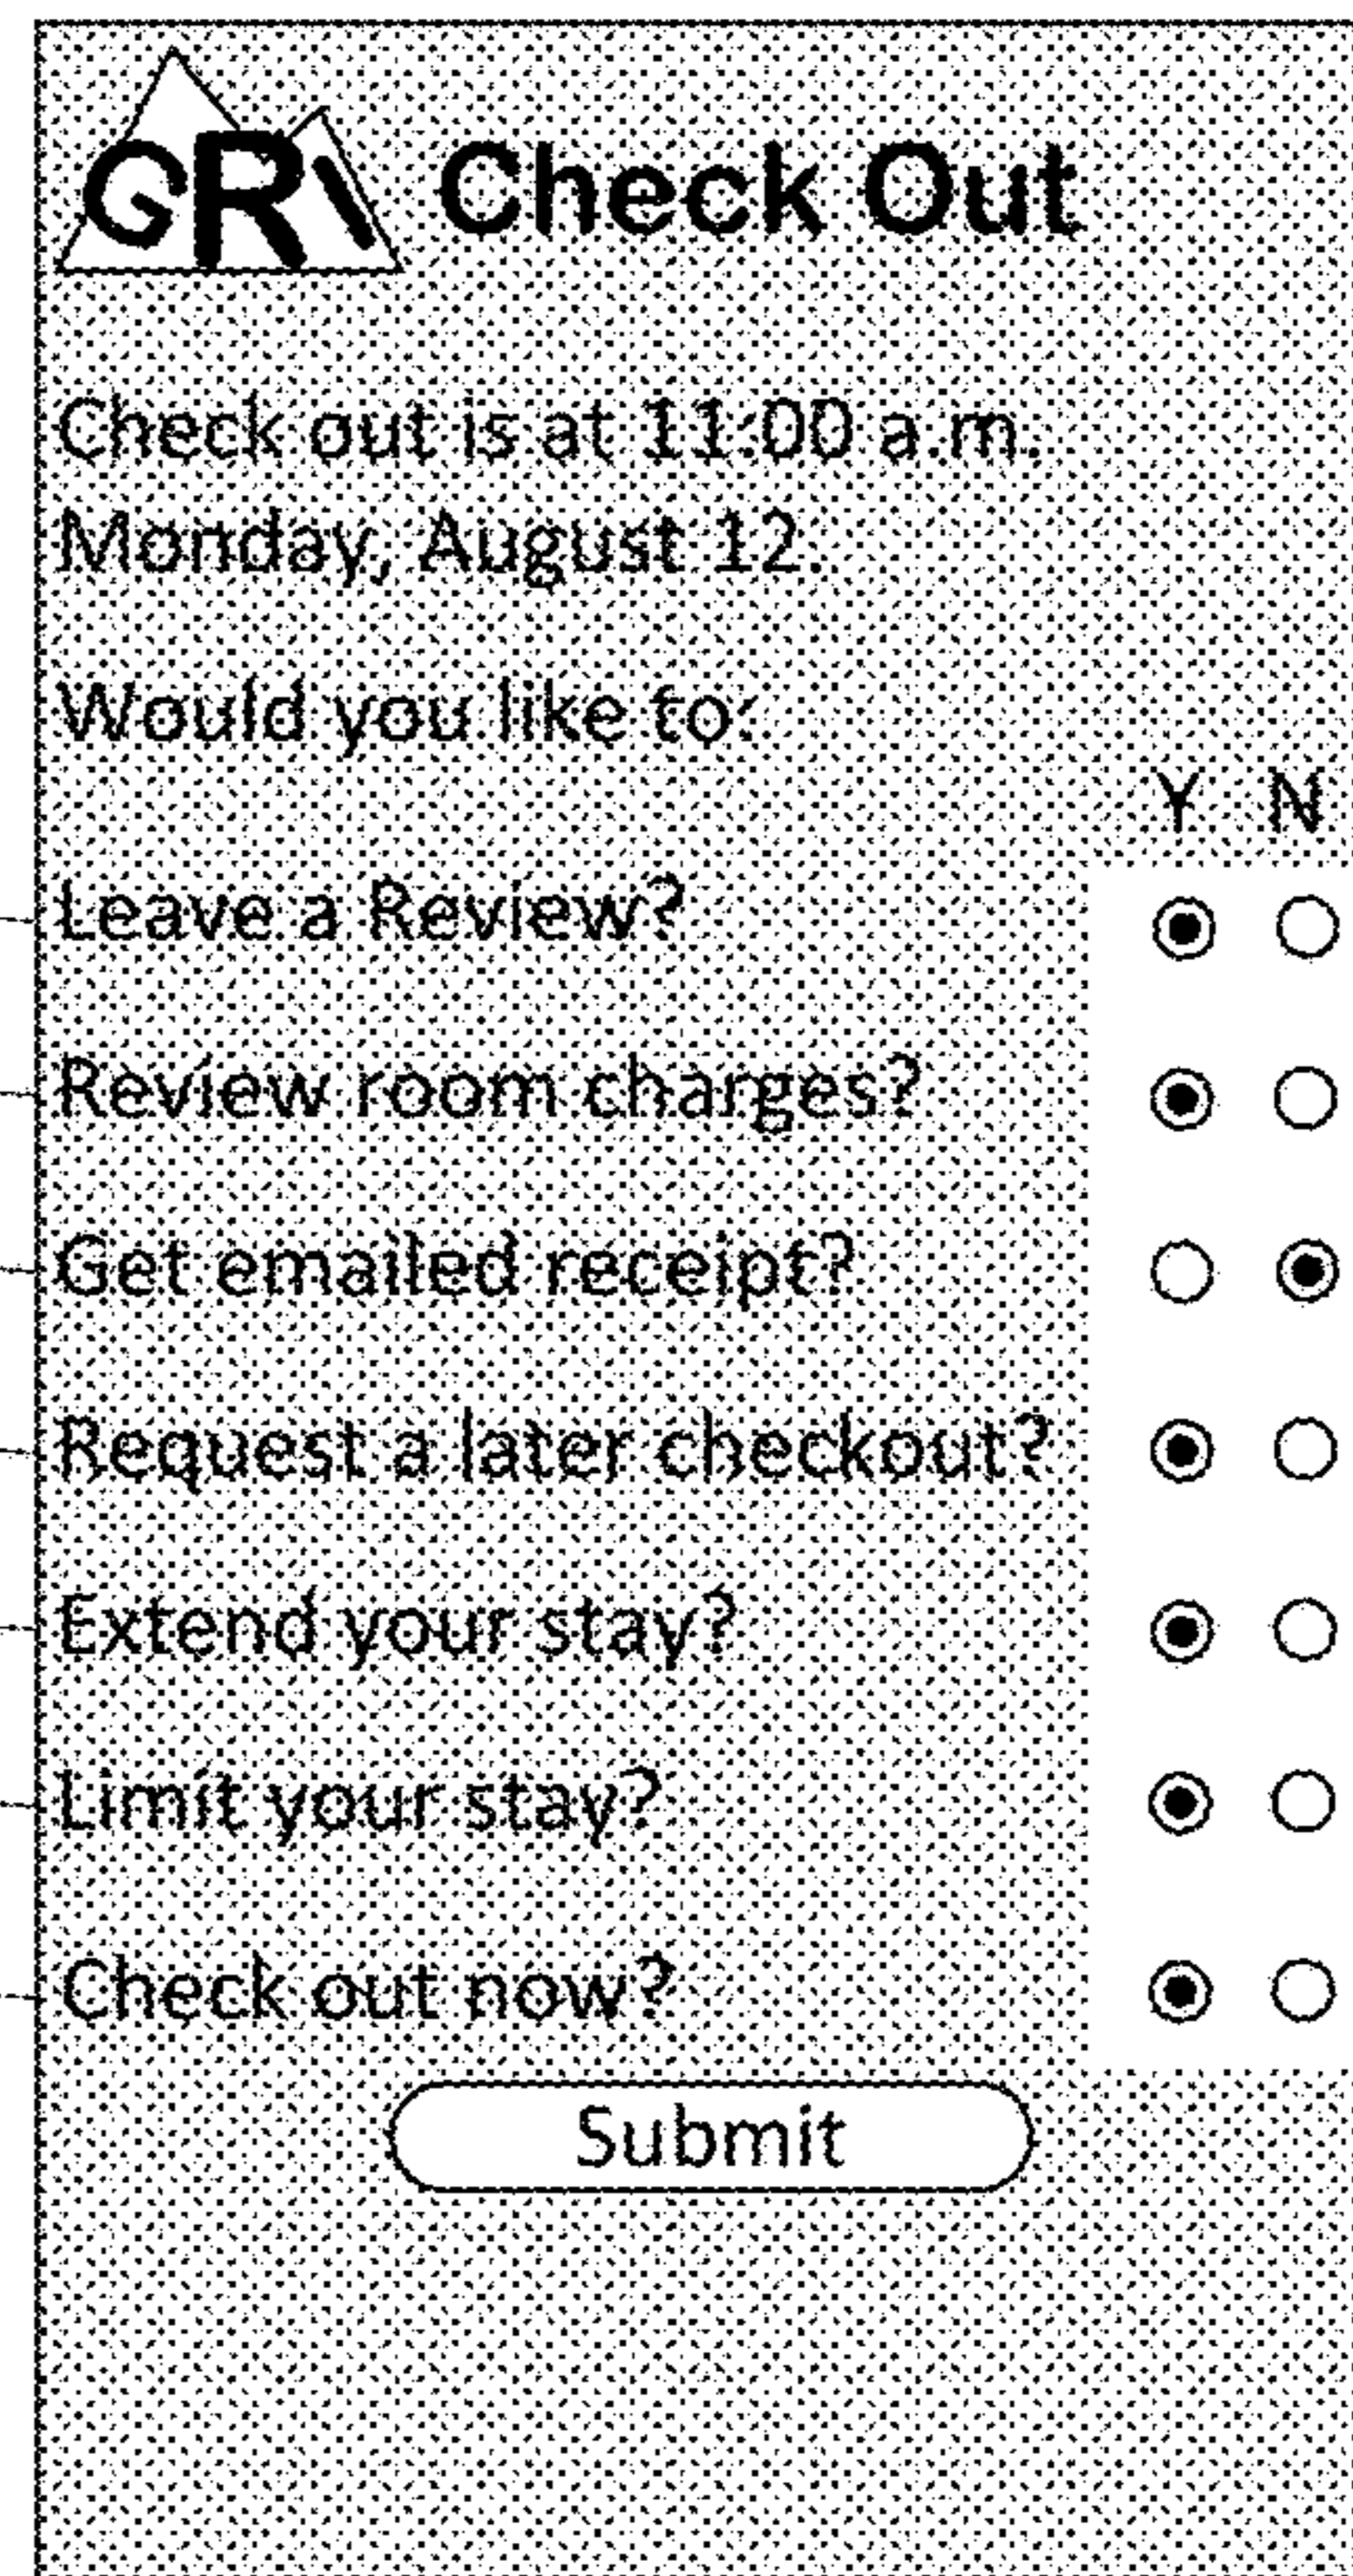 GRI Check Out
Check out is at 11:00 a.m.
Monday, August 12.
Would you like to:
Y N
Leave a Review?
Review room charges?
Get emailed receipt?
Request a later checkout?
Extend your stay?
Limit your stay?
Check out now?
Submit